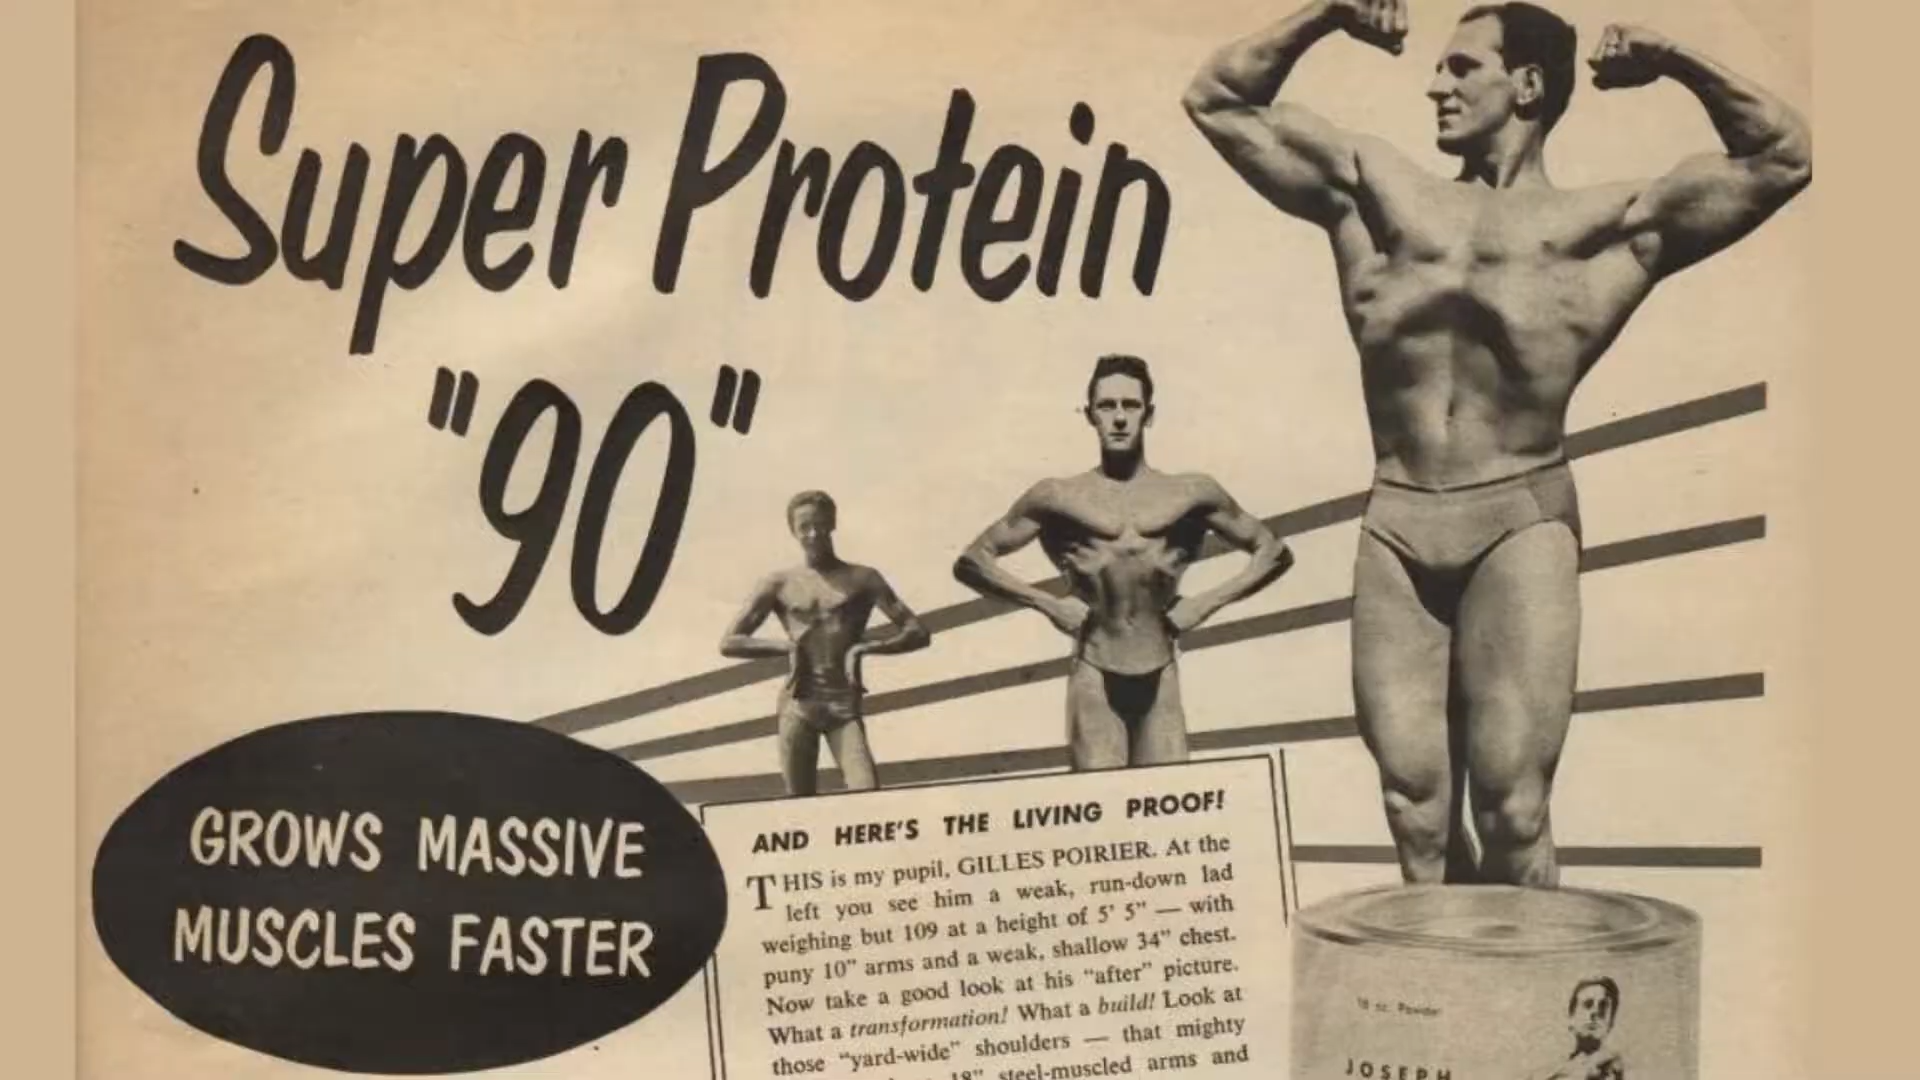 Super Protein
"90"
GROWS MASSIVE
MUSCLES FASTER
AND HERE'S THE LIVING PROOF!
THIS is my pupil, GILLES POIRIER. At the
left you see him a weak, run-down lad
weighing but 109 at a height of 5' 5" — with
puny 10" arms and a weak, shallow 34" chest.
Now take a good look at his "after" picture.
What a transformation! What a build! Look at
those "yard-wide" shoulders — that mighty
18" steel-muscled arms and
Powder
JOSEPH